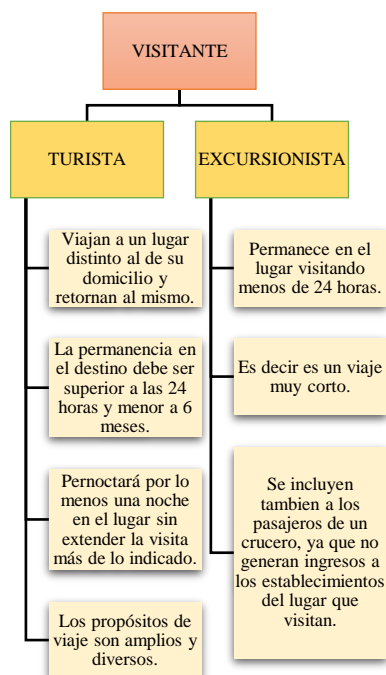 VISITANTE
TURISTA
Viajan a un lugar
distinto al de su
domicilio y
retornan al mismo.
La permanencia en
el destino debe ser
superior a las 24
horas y menor a 6
meses.
Pernoctará por lo
menos una noche
en el lugar sin
extender la visita
más de lo indicado.
Los propósitos de
viaje son amplios y
diversos.
EXCURSIONISTA
Permanece en el
lugar visitando
menos de 24 horas.
Es decir es un viaje
muy corto.
Se incluyen
tambien a los
pasajeros de un
crucero, ya que no
generan ingresos a
los establecimientos
del lugar que
visitan.